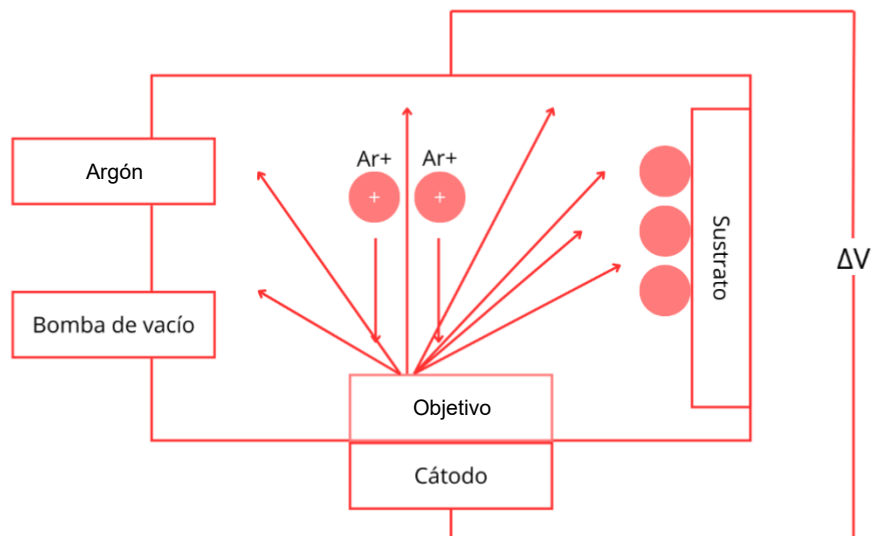 Ar+ Ar+
Argón
+ +
Sustrato
ΔV
Bomba de vacío
Objetivo
Cátodo